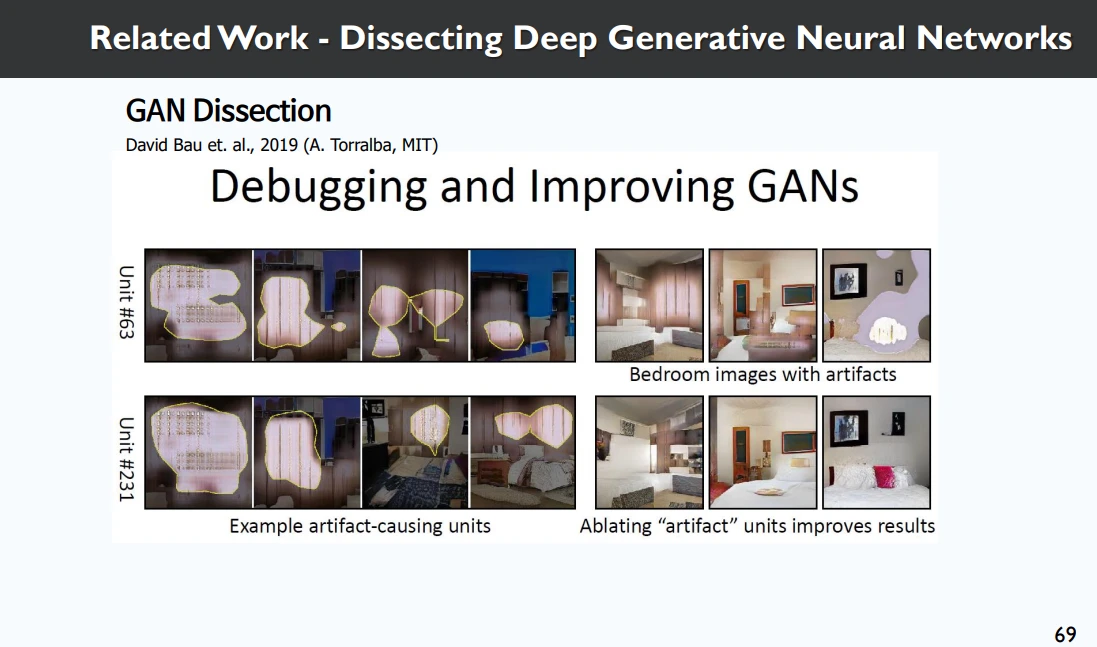 Related Work - Dissecting Deep Generative Neural Networks
GAN Dissection
David Bau et. al., 2019 (A. Torralba, MIT)
Debugging and Improving GANs
Unit #63
Bedroom images with artifacts
Unit #231
Example artifact-causing units
Ablating “artifact” units improves results
69